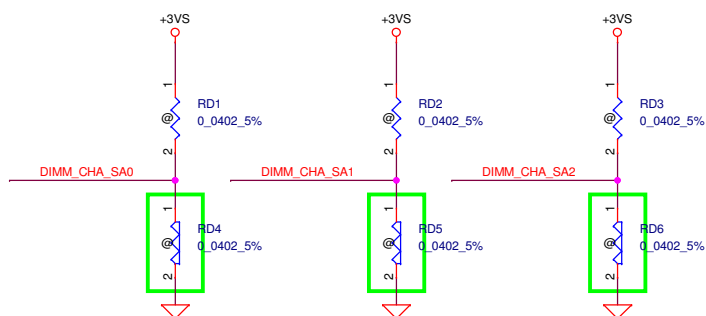 +3VS +3VS +3VS
1 1 1
RD1 RD2 RD3
@ @ @
0_0402_5% 0_0402_5% 0_0402_5%
2 2 2
DIMM_CHA_SA0 DIMM_CHA_SA1 DIMM_CHA_SA2
1 1 1
RD4 RD5 RD6
@ @ @
0_0402_5% 0_0402_5% 0_0402_5%
2 2 2